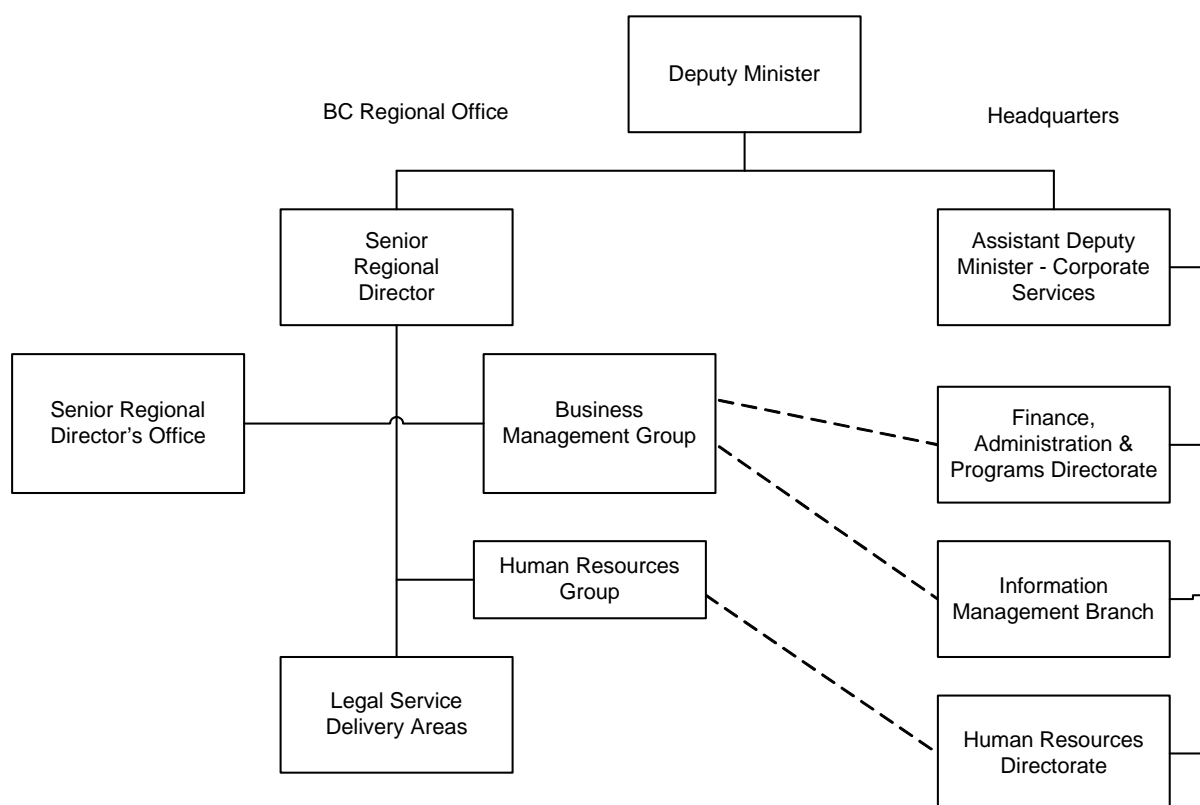 Deputy Minister
BC Regional Office
Headquarters
Senior
Regional
Director
Assistant Deputy
Minister - Corporate
Services
Senior Regional
Director’s Office
Business
Management Group
Finance,
Administration &
Programs Directorate
Human Resources
Group
Information
Management Branch
Legal Service
Delivery Areas
Human Resources
Directorate